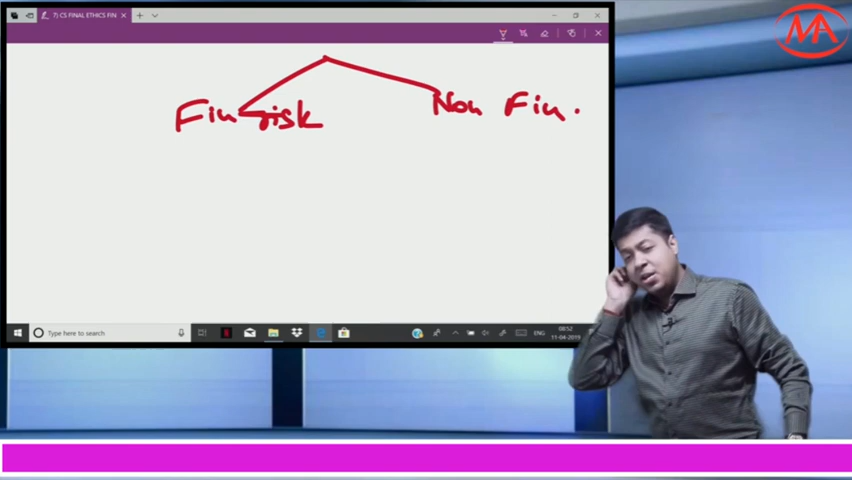 7) CS FINAL ETHICS FIN
MA
Fin risk
Non Fin.
Type here to search
ENG
08:52
11-04-2019